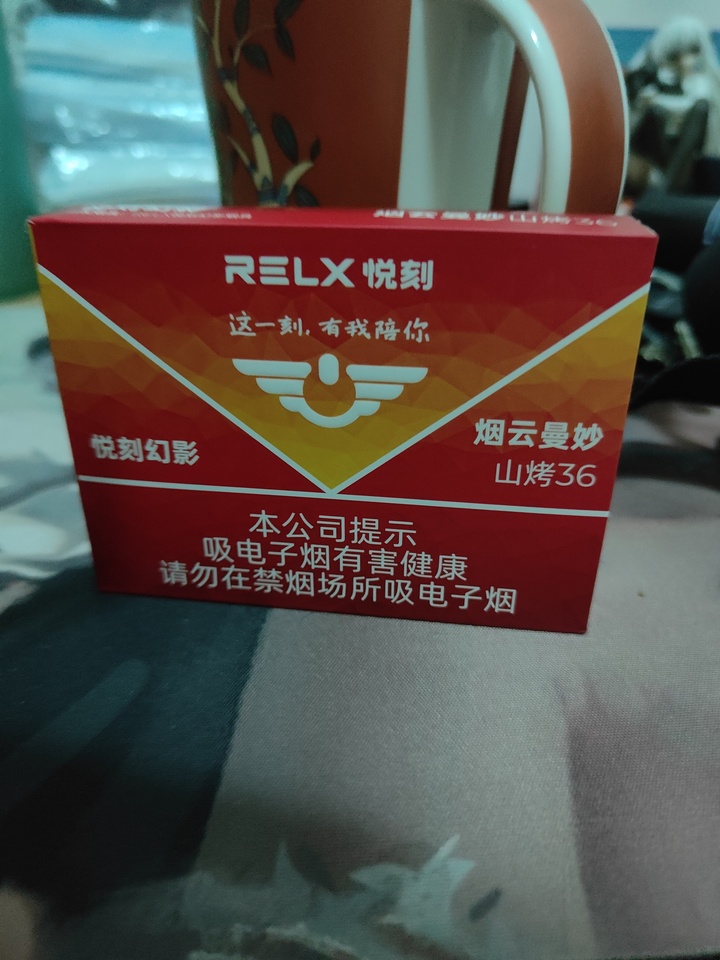 烟云曼妙 山烤36
RELX 悦刻
这一刻，有我陪你
悦刻幻影
烟云曼妙
山烤36
本公司提示
吸电子烟有害健康
请勿在禁烟场所吸电子烟